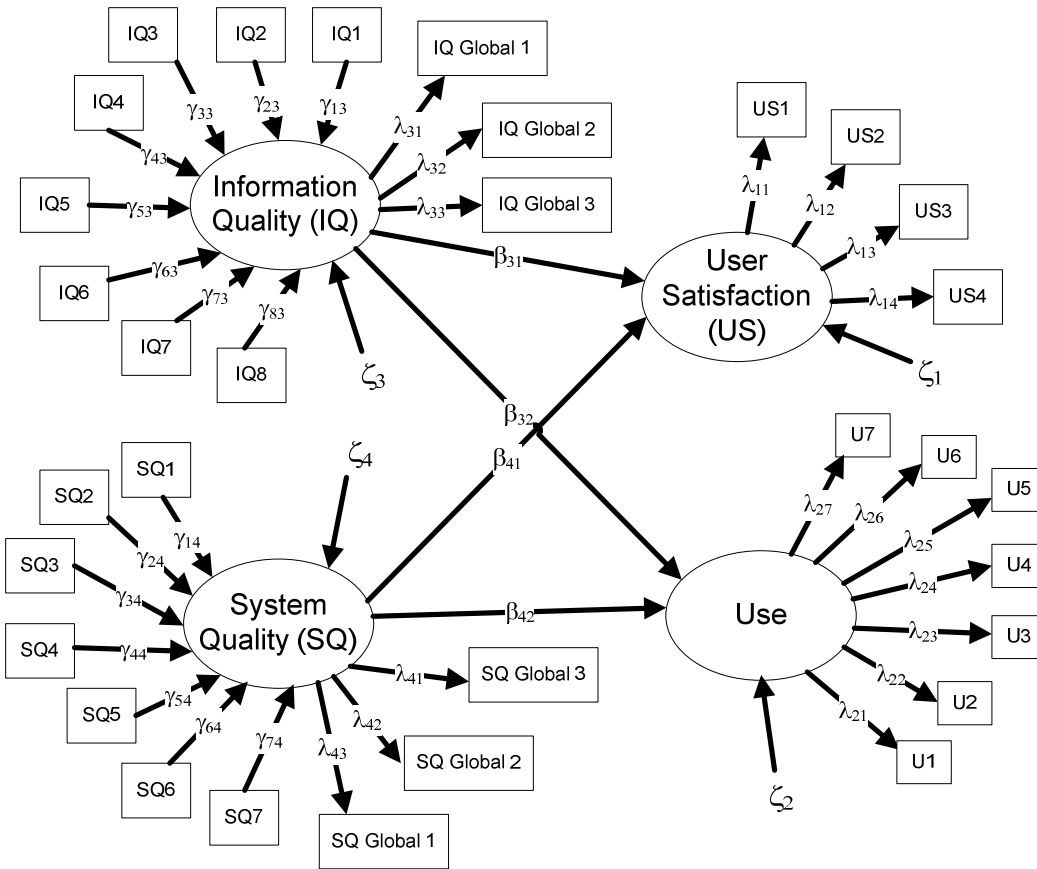 IQ3
IQ2
IQ1
IQ Global 1
IQ4
γ33
γ23
γ13
λ31
IQ Global 2
γ43
λ32
IQ5
γ53
Information
Quality (IQ)
λ33
IQ Global 3
IQ6
γ63
β31
IQ7
γ73
γ83
IQ8
ζ3
US1
US2
λ11
λ12
US3
λ13
User
Satisfaction
(US)
US4
λ14
ζ1
β32
β41
SQ1
ζ4
SQ2
γ14
γ24
SQ3
γ34
System
Quality (SQ)
SQ4
γ44
β42
SQ5
γ54
λ41
SQ Global 3
γ64
γ74
λ42
λ43
SQ Global 2
SQ6
SQ7
SQ Global 1
U7
U6
λ27
λ26
U5
λ25
U4
λ24
Use
λ23
U3
λ22
U2
λ21
U1
ζ2